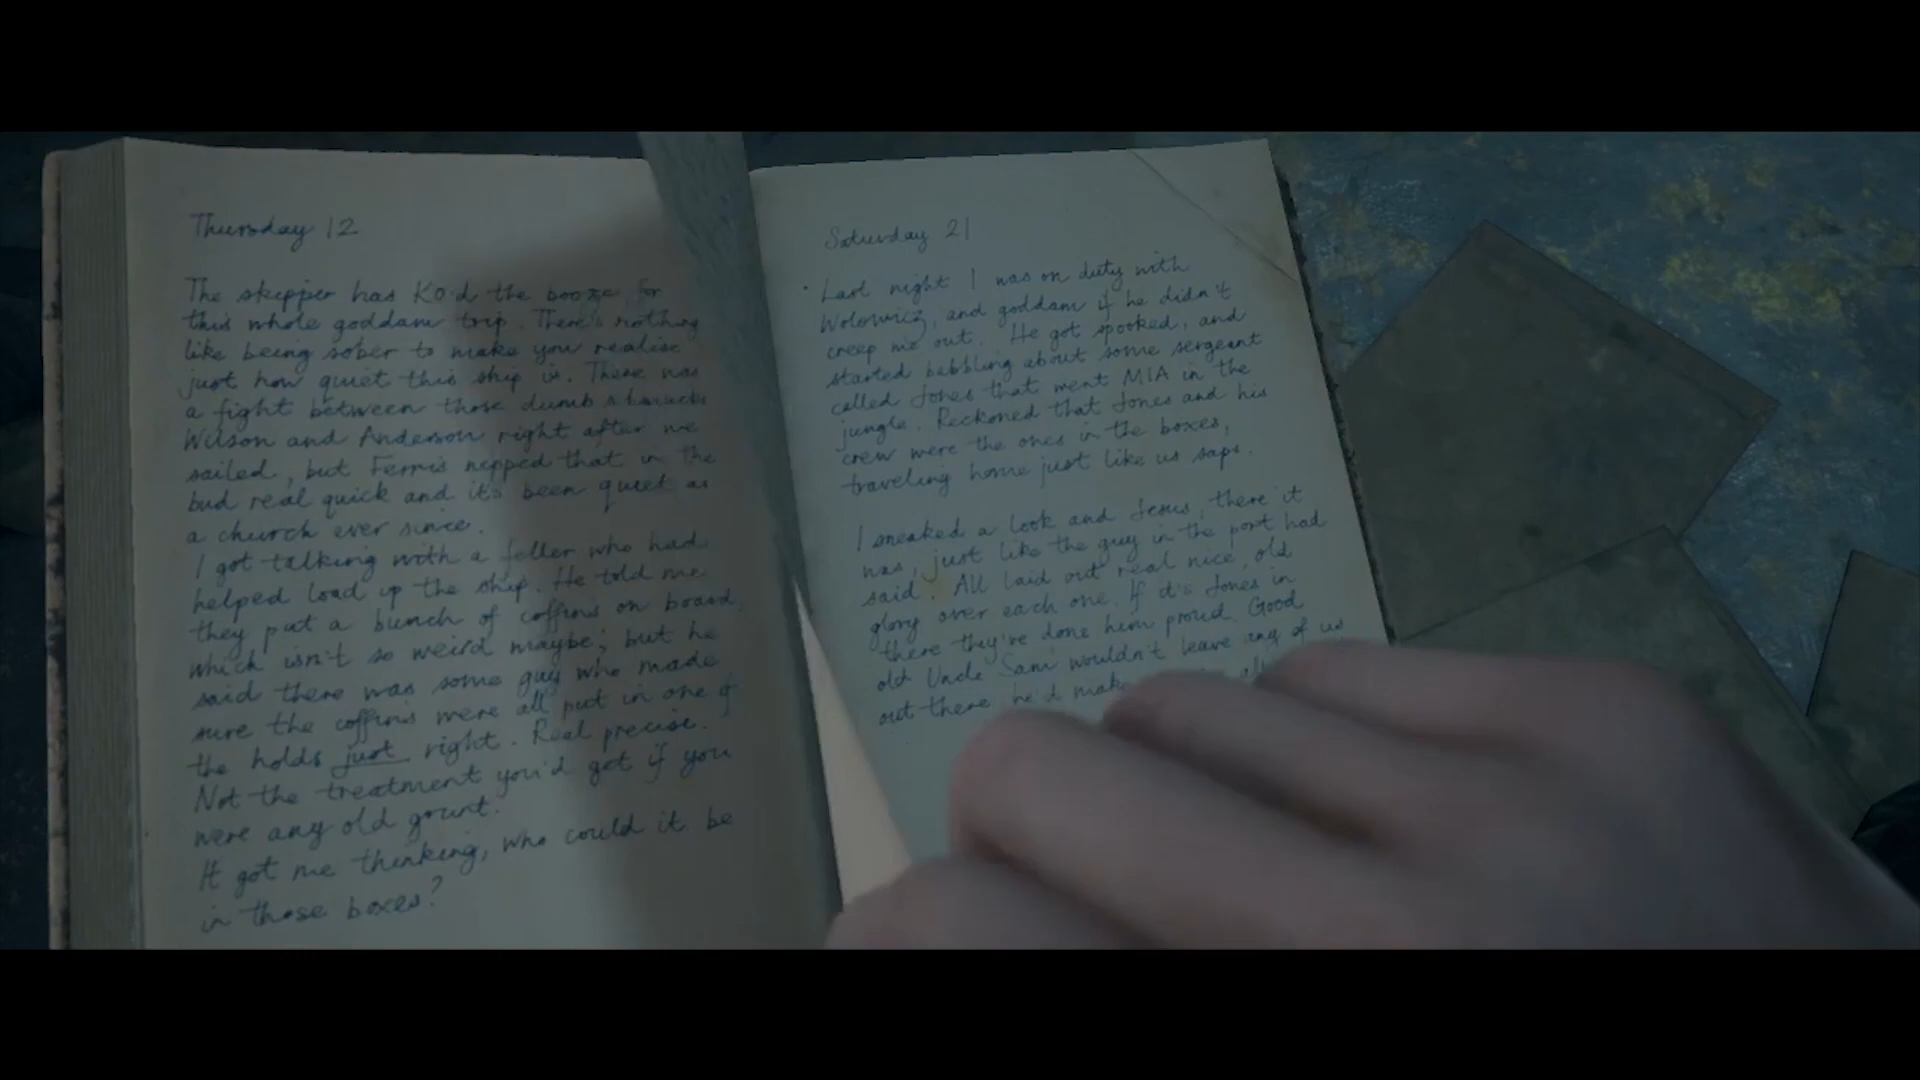 Thursday 12
The skipper has KO'd the booze for
this whole goddam trip. There's nothing
like being sober to make you realise
just how quiet this ship is. There was
a fight between those dumb schmucks
Wilson and Anderson right after we
sailed, but Ferris nipped that in the
bud real quick and it's been quiet as
a church ever since.
I got talking with a feller who had
helped load up the ship. He told me
they put a bunch of coffins on board,
which isn't so weird maybe; but he
said there was some guy who made
sure the coffins were all put in one of
the holds just right. Real precise.
Not the treatment you'd get if you
were any old grunt.
It got me thinking, who could it be
in those boxes?
Saturday 21
Last night I was on duty with
Wolowicz, and goddam if he didn't
creep me out. He got spooked, and
started babbling about some sergeant
called Jones that went MIA in the
jungle. Reckoned that Jones and his
crew were the ones in the boxes,
traveling home just like us saps.
I sneaked a look and Jesus, there it
was, just like the guy in the port had
said. All laid out real nice, old
glory over each one. If it's Jones in
there they've done him proud. Good
old Uncle Sam wouldn't leave any of us
out there, he'd make